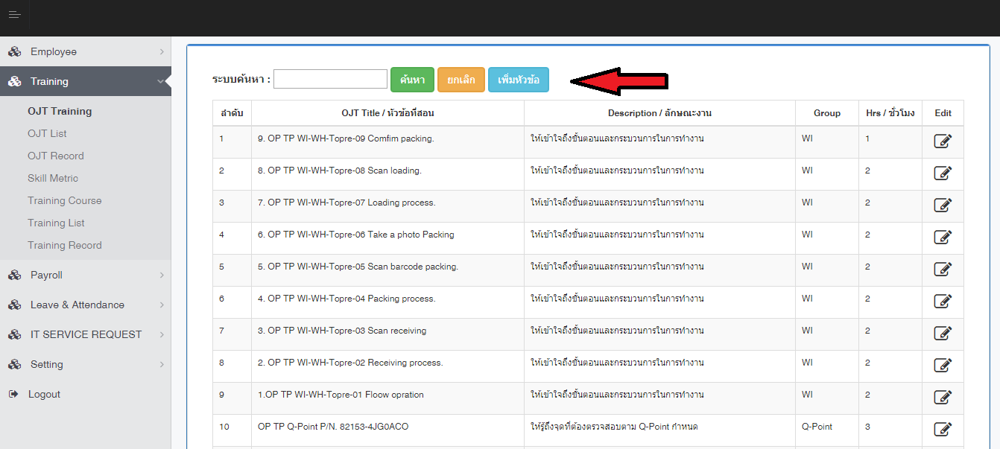 Employee
Training
OJT Training
OJT List
OJT Record
Skill Metric
Training Course
Training List
Training Record
Payroll
Leave & Attendance
IT SERVICE REQUEST
Setting
Logout
ระบบค้นหา : ค้นหา ยกเลิก เพิ่มหัวข้อ
ลำดับ OJT Title / หัวข้อที่สอน Description / ลักษณะงาน Group Hrs / ชั่วโมง Edit
1 9. OP TP WI-WH-Topre-09 Comfim packing. ให้เข้าใจถึงขั้นตอนและกระบวนการในการทำงาน WI 1
2 8. OP TP WI-WH-Topre-08 Scan loading. ให้เข้าใจถึงขั้นตอนและกระบวนการในการทำงาน WI 2
3 7. OP TP WI-WH-Topre-07 Loading process. ให้เข้าใจถึงขั้นตอนและกระบวนการในการทำงาน WI 2
4 6. OP TP WI-WH-Topre-06 Take a photo Packing ให้เข้าใจถึงขั้นตอนและกระบวนการในการทำงาน WI 2
5 5. OP TP WI-WH-Topre-05 Scan barcode packing. ให้เข้าใจถึงขั้นตอนและกระบวนการในการทำงาน WI 2
6 4. OP TP WI-WH-Topre-04 Packing process. ให้เข้าใจถึงขั้นตอนและกระบวนการในการทำงาน WI 2
7 3. OP TP WI-WH-Topre-03 Scan receiving ให้เข้าใจถึงขั้นตอนและกระบวนการในการทำงาน WI 2
8 2. OP TP WI-WH-Topre-02 Receiving process. ให้เข้าใจถึงขั้นตอนและกระบวนการในการทำงาน WI 2
9 1.OP TP WI-WH-Topre-01 Floow opration ให้เข้าใจถึงขั้นตอนและกระบวนการในการทำงาน WI 2
10 OP TP Q-Point P/N. 82153-4JG0ACO ให้รู้ถึงจุดที่ต้องตรวจสอบตาม Q-Point กำหนด Q-Point 3